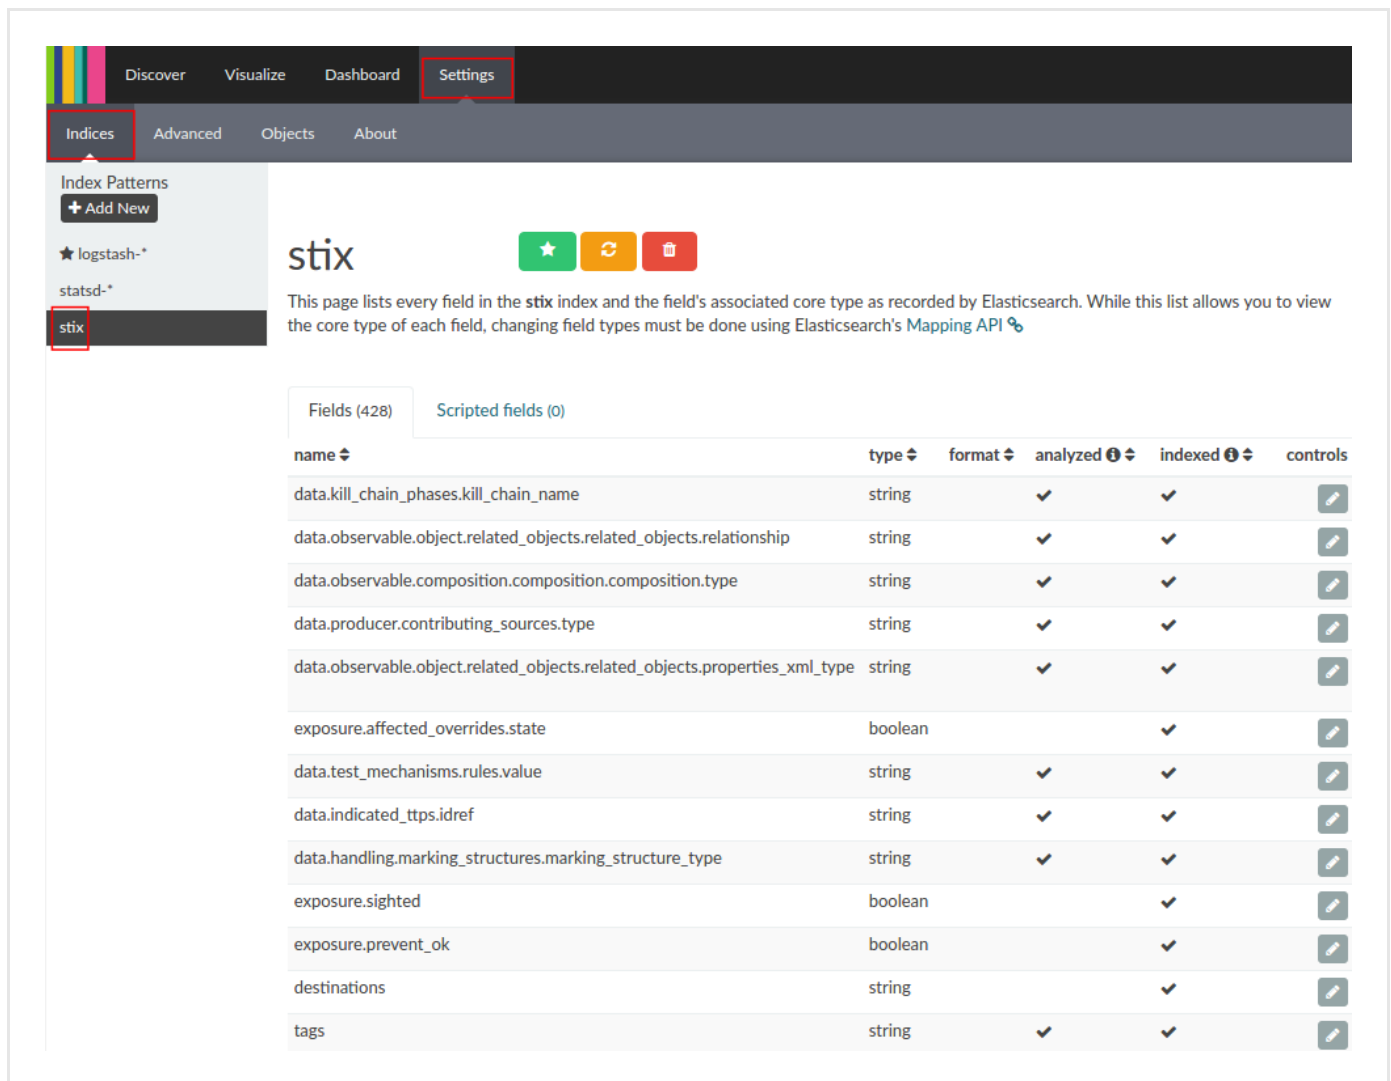 Discover Visualize Dashboard Settings
Indices Advanced Objects About
Index Patterns
Add New
logstash-*
statsd-*
stix
stix
This page lists every field in the stix index and the field's associated core type as recorded by Elasticsearch. While this list allows you to view
the core type of each field, changing field types must be done using Elasticsearch's Mapping API
Fields (428) Scripted fields (0)
name type format analyzed indexed controls
data.kill_chain_phases.kill_chain_name string
data.observable.object.related_objects.related_objects.relationship string
data.observable.composition.composition.composition.type string
data.producer.contributing_sources.type string
data.observable.object.related_objects.related_objects.properties_xml_type string
exposure.affected_overrides.state boolean
data.test_mechanisms.rules.value string
data.indicated_ttps.idref string
data.handling.marking_structures.marking_structure_type string
exposure.sighted boolean
exposure.prevent_ok boolean
destinations string
tags string